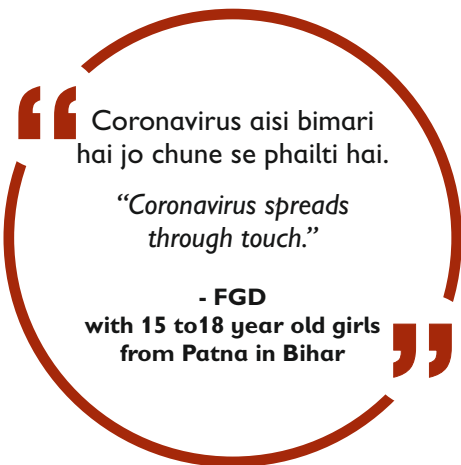 Coronavirus aisi bimari
hai jo chune se phailti hai.
“Coronavirus spreads
through touch.”
- FGD
with 15 to18 year old girls
from Patna in Bihar